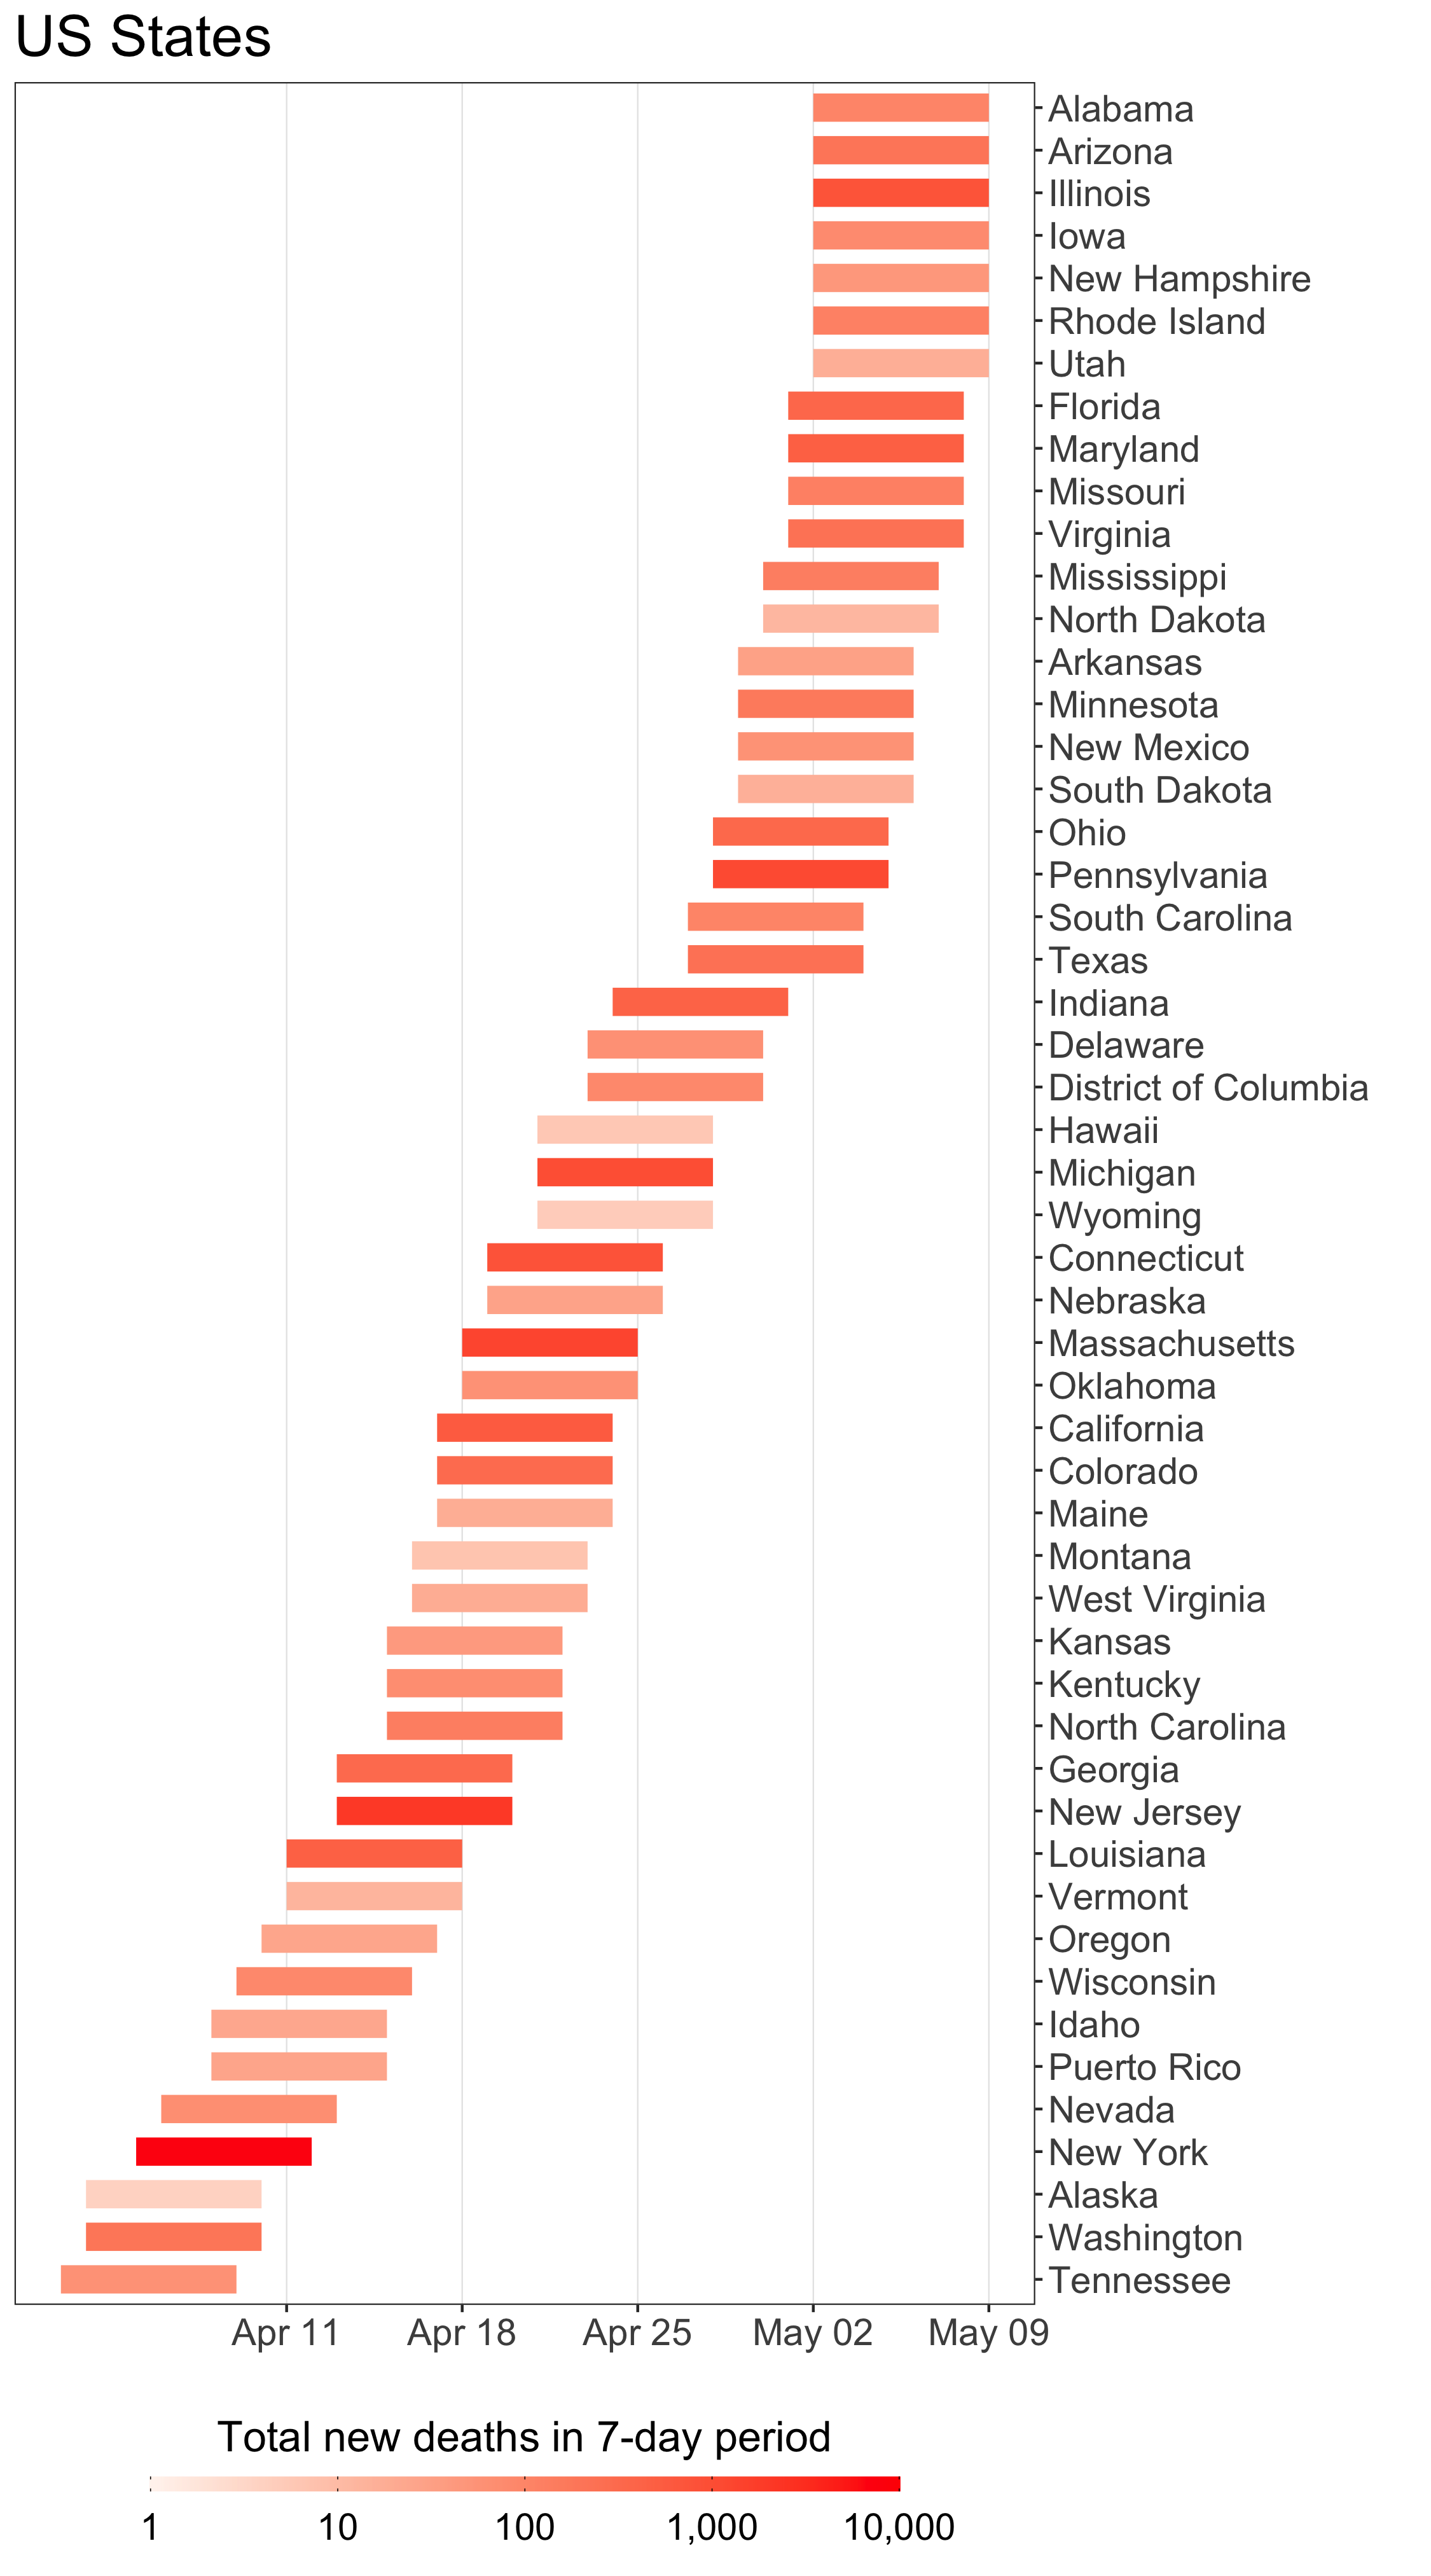 US States
Alabama
Arizona
Illinois
Iowa
New Hampshire
Rhode Island
Utah
Florida
Maryland
Missouri
Virginia
Mississippi
North Dakota
Arkansas
Minnesota
New Mexico
South Dakota
Ohio
Pennsylvania
South Carolina
Texas
Indiana
Delaware
District of Columbia
Hawaii
Michigan
Wyoming
Connecticut
Nebraska
Massachusetts
Oklahoma
California
Colorado
Maine
Montana
West Virginia
Kansas
Kentucky
North Carolina
Georgia
New Jersey
Louisiana
Vermont
Oregon
Wisconsin
Idaho
Puerto Rico
Nevada
New York
Alaska
Washington
Tennessee
Apr 11 Apr 18 Apr 25 May 02 May 09
Total new deaths in 7-day period
1 10 100 1,000 10,000